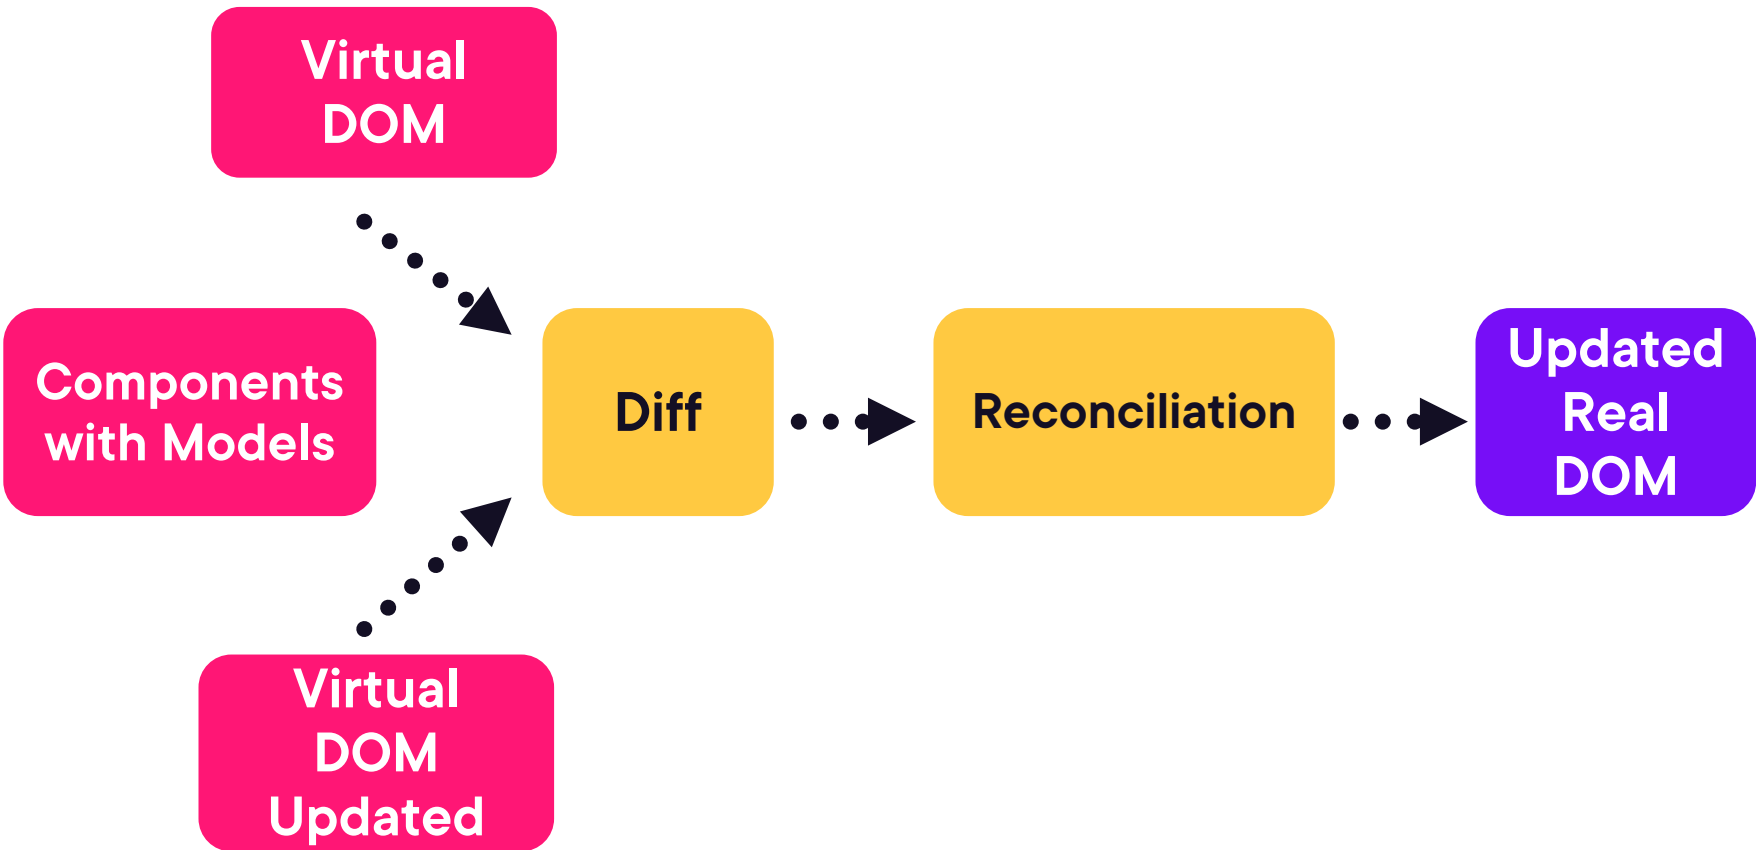 Virtual
DOM
Components
with Models
Diff
Reconciliation
Updated
Real
DOM
Virtual
DOM
Updated